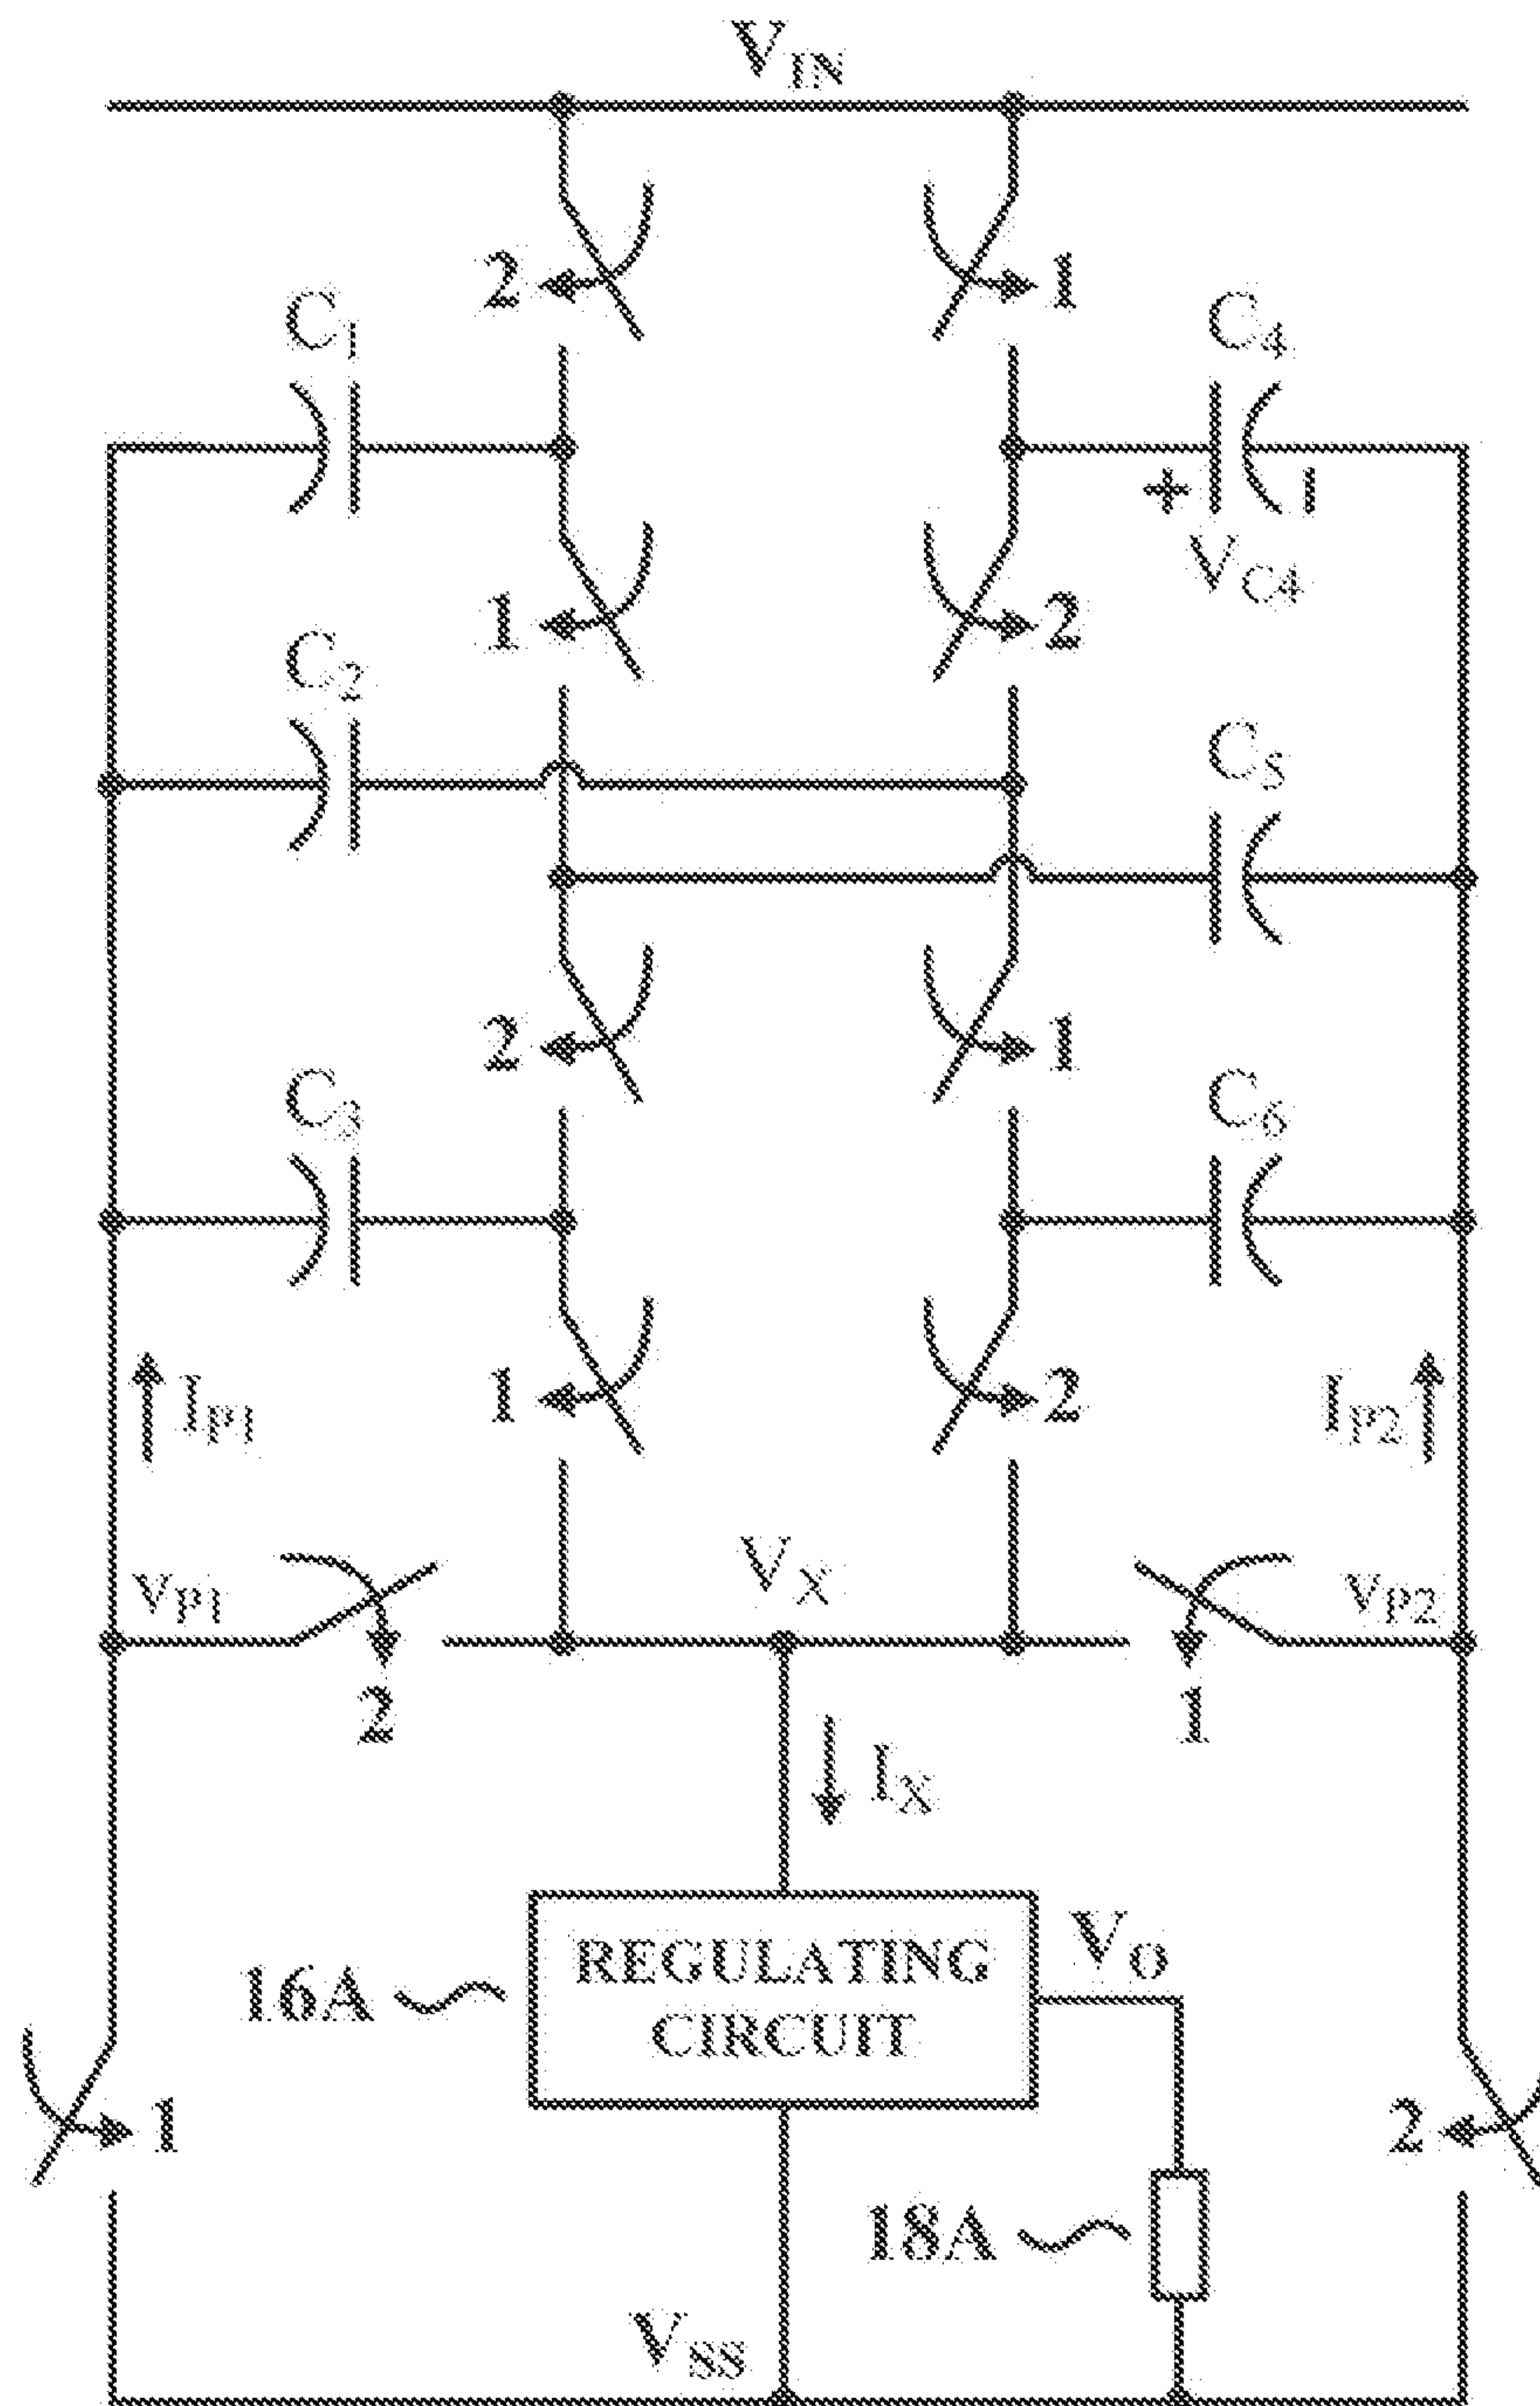 V_IN
2 1
C_1 C_4
+ -
V_C4
1 2
C_2 C_5
2 1
C_3 C_6
1 2
I_P1 I_P2
V_X
v_P1 v_P2
2 1
I_X
REGULATING
CIRCUIT
16A
V_O
1 2
18A
V_SS